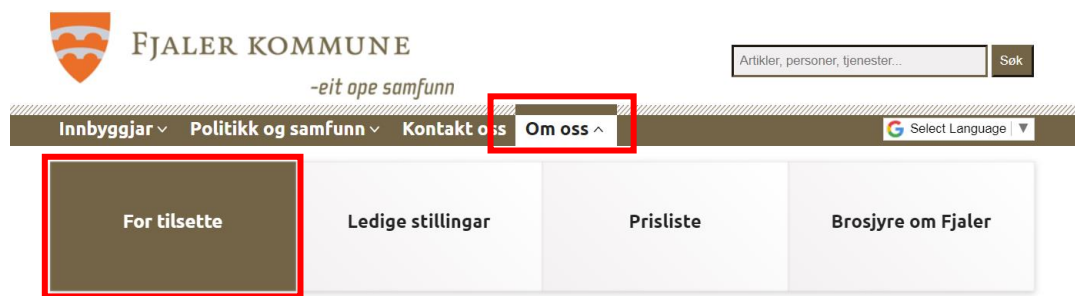 FJALER KOMMUNE
-eit ope samfunn
Artikler, personer, tjenester... Søk
Innbyggjar Politikk og samfunn Kontakt oss Om oss
Select Language ▼
For tilsette Ledige stillingar Prisliste Brosjyre om Fjaler